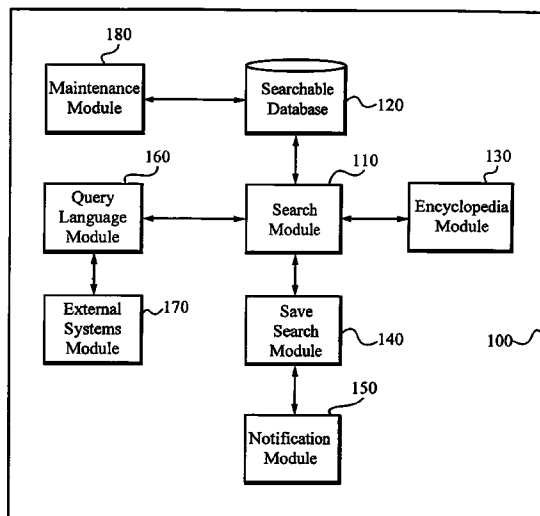 180
Maintenance
Module
Searchable
Database
120
160
110
130
Query
Language
Module
Search
Module
Encyclopedia
Module
External
Systems
Module
170
Save
Search
Module
140
100
150
Notification
Module